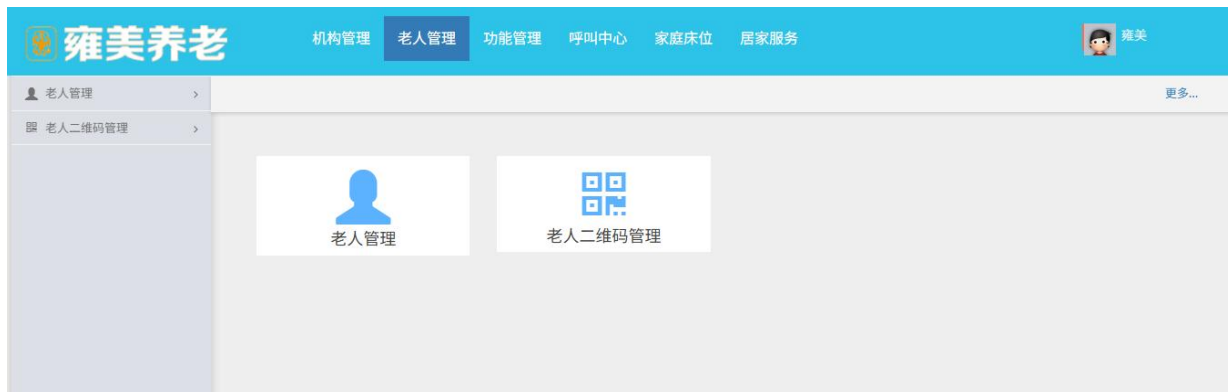 雍美养老
机构管理 老人管理 功能管理 呼叫中心 家庭床位 居家服务
雍美
老人管理
更多...
老人二维码管理
老人管理
老人二维码管理